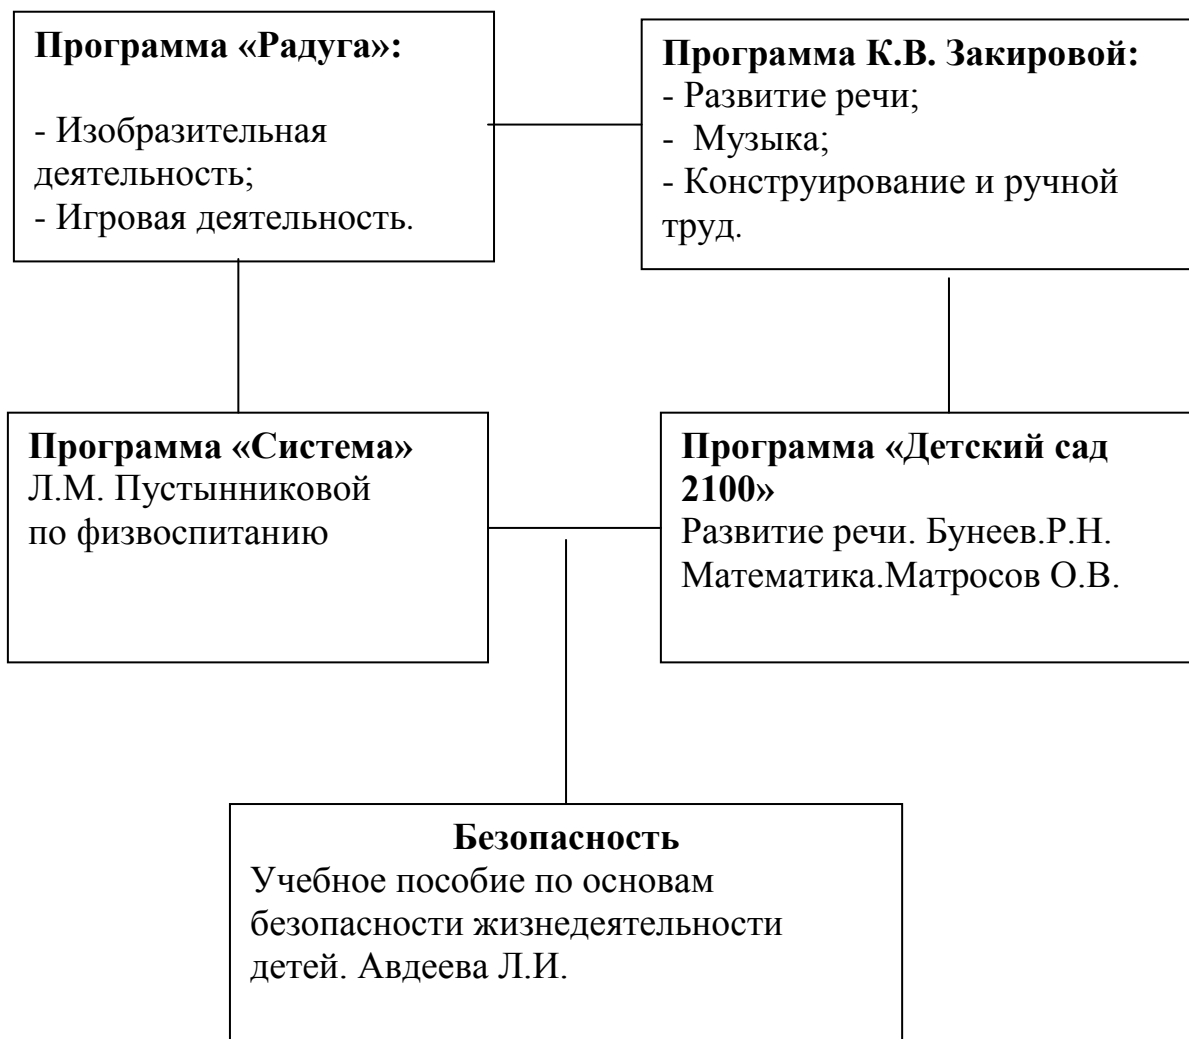 Программа «Радуга»:
- Изобразительная
деятельность;
- Игровая деятельность.
Программа К.В. Закировой:
- Развитие речи;
- Музыка;
- Конструирование и ручной
труд.
Программа «Система»
Л.М. Пустынниковой
по физвоспитанию
Программа «Детский сад
2100»
Развитие речи. Бунеев.Р.Н.
Математика.Матросов О.В.
Безопасность
Учебное пособие по основам
безопасности жизнедеятельности
детей. Авдеева Л.И.